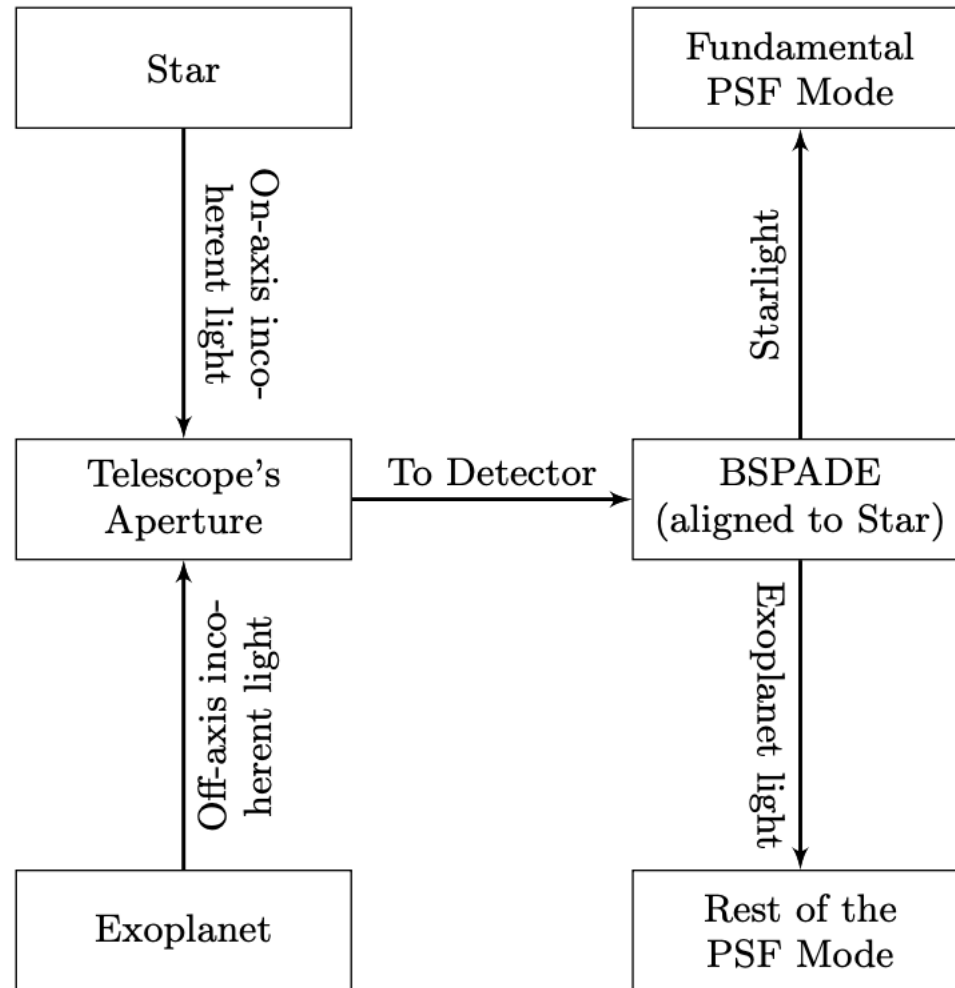 Star
Fundamental
PSF Mode
On-axis inco-
herent light
Starlight
Telescope's
Aperture
To Detector
BSPADE
(aligned to Star)
Off-axis inco-
herent light
Exoplanet light
Exoplanet
Rest of the
PSF Mode